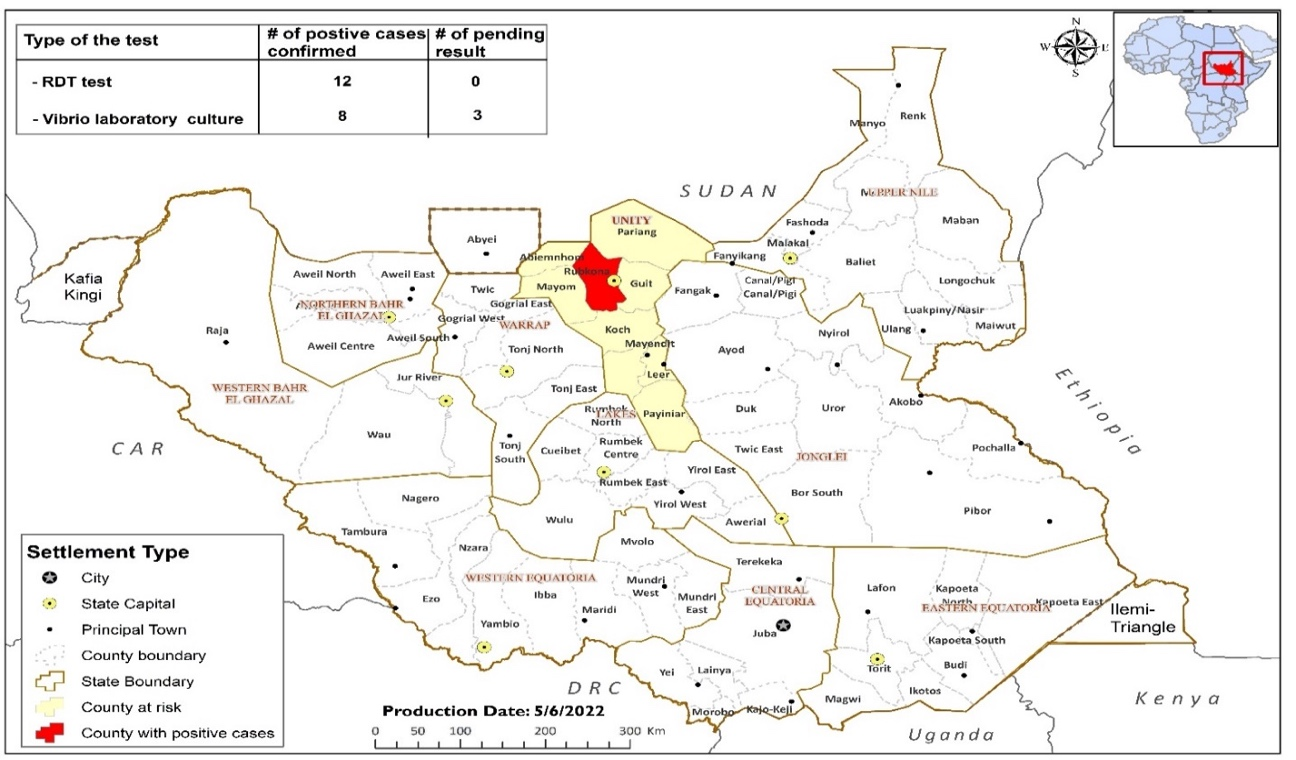 Type of the test
# of postive cases confirmed
# of pending result
- RDT test
12
0
- Vibrio laboratory culture
8
3
N
W
E
S
SUDAN
Renk
Manyo
UPPER NILE
Maban
Fashoda
Malakal
Fanyikang
Baliet
Longochuk
Canal/Pigi
Canal/Pigi
Luakpiny/Nasir
Maiwut
Ulang
UNITY
Pariang
Abiemnhom
Rubkona
Mayom
Guit
Koch
Mayendit
Leer
Payiniar
Abyei
Kafia
Kingi
Aweil North
Aweil East
NORTHERN BAHR
EL GHAZAL
Aweil Centre
Aweil South
Raja
WESTERN BAHR
EL GHAZAL
Jur River
Wau
Twic
Gogrial East
Gogrial West
WARRAP
Tonj North
Tonj East
Tonj
South
Rumbek
North
LAKES
Cueibet
Rumbek
Centre
Rumbek East
Wulu
Yirol East
Yirol West
Awerial
Fangak
Ayod
Nyirol
Duk
Uror
Akobo
Twic East
JONGLEI
Bor South
Pochalla
Pibor
Ethiopia
CAR
Nagero
Tambura
Nzara
Ezo
WESTERN EQUATORIA
Ibba
Yambio
Maridi
Mvolo
Mundri
West
Mundri
East
Terekeka
CENTRAL
EQUATORIA
Juba
Yei
Lainya
Morobo
Kajo-Keji
Lafon
Kapoeta
North
Kapoeta East
EASTERN EQUATORIA
Kapoeta South
Torit
Budi
Ikotos
Magwi
Ilemi-
Triangle
DRC
Uganda
Kenya
Settlement Type
City
State Capital
Principal Town
County boundary
State Boundary
County at risk
County with positive cases
Production Date: 5/6/2022
0 50 100 200 300 Km